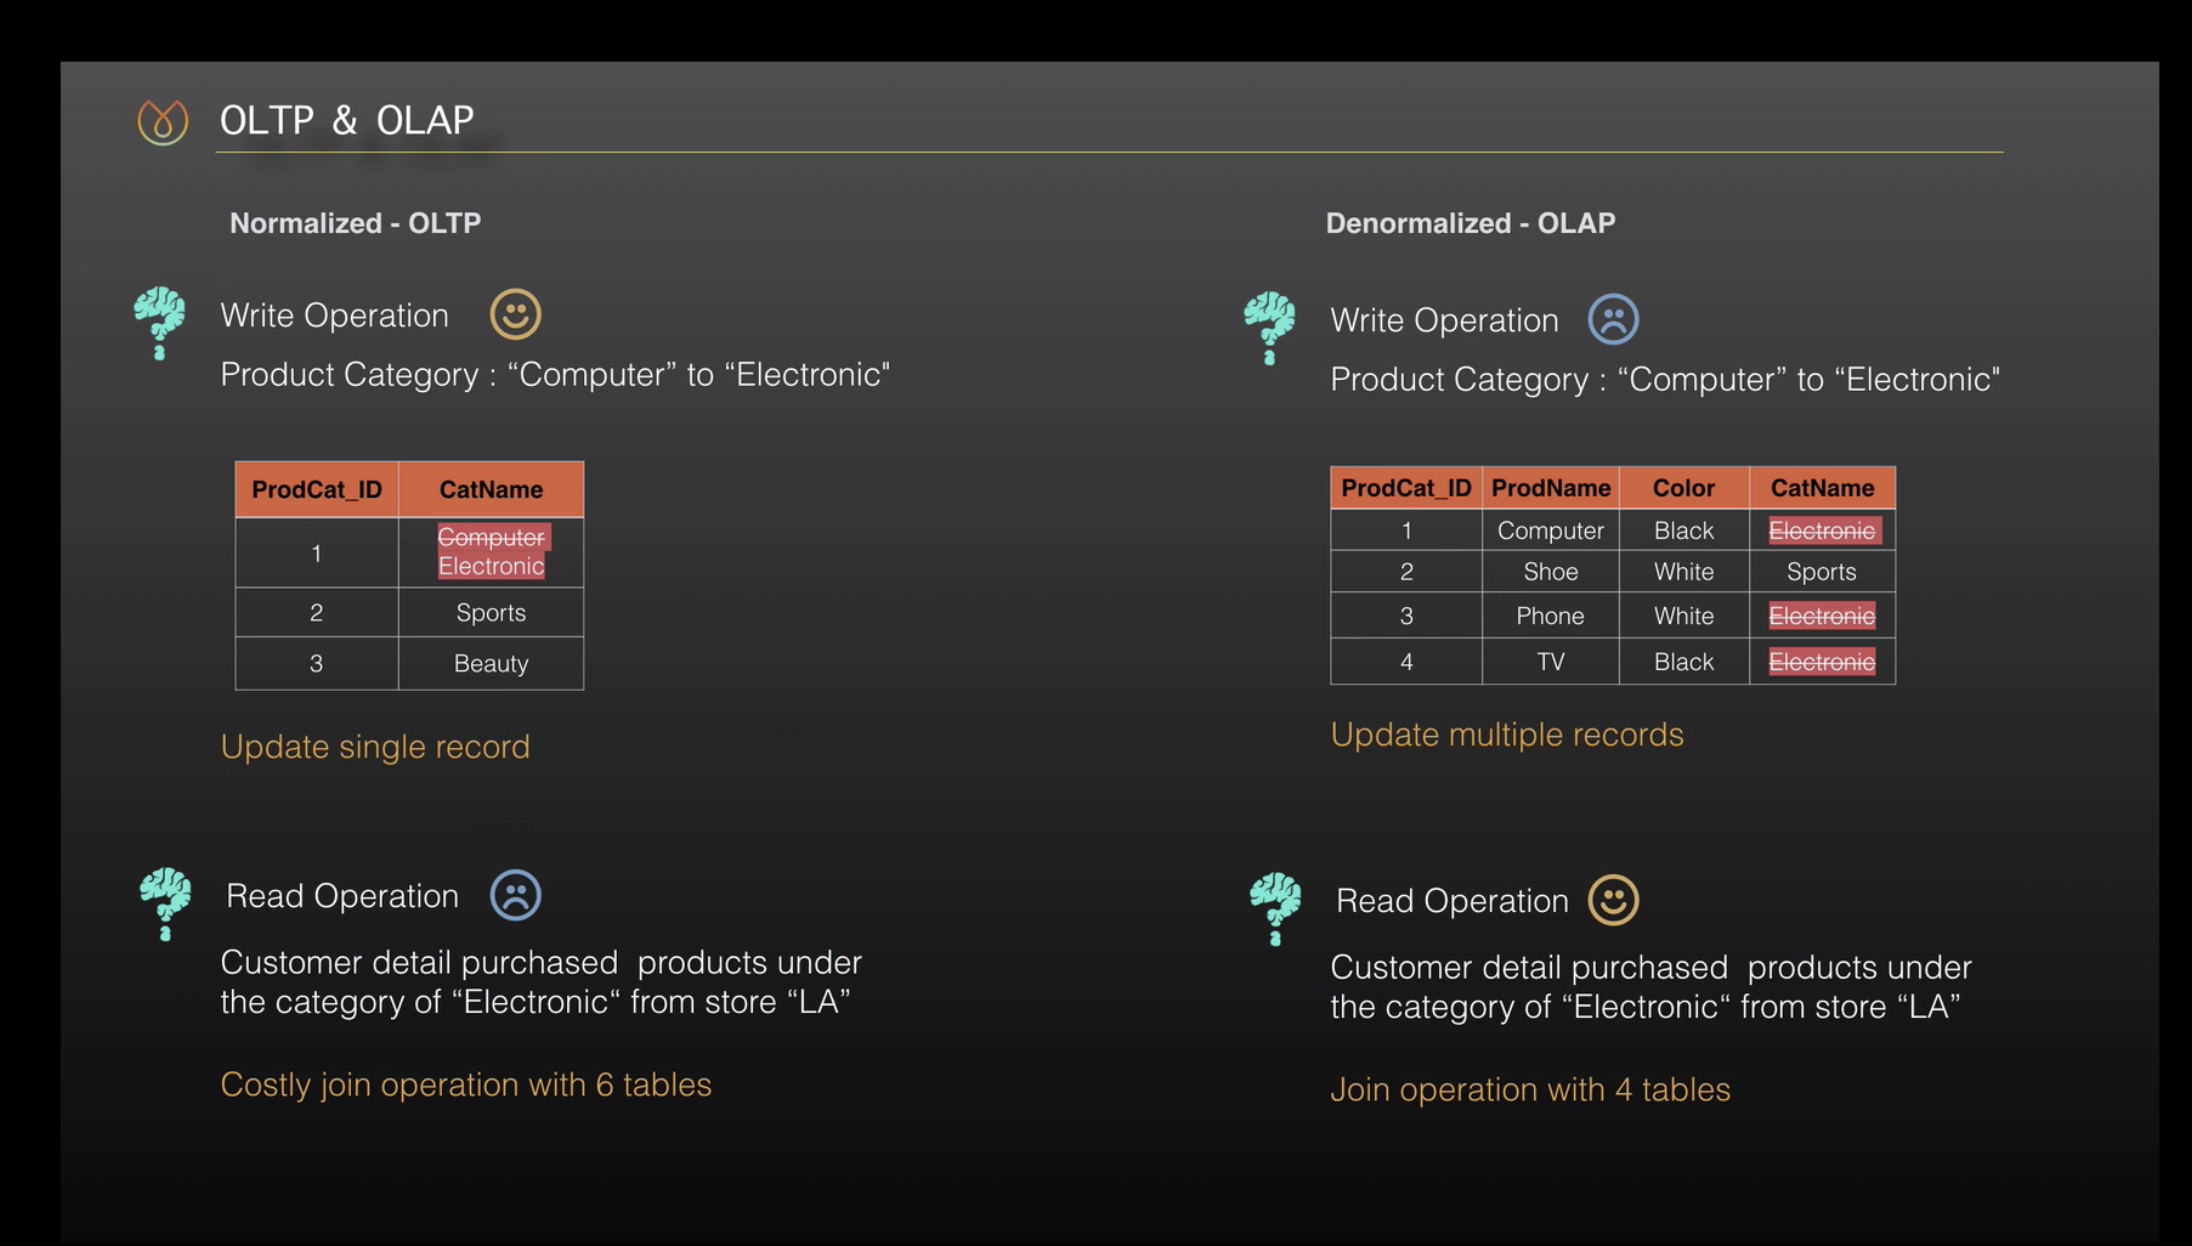 OLTP & OLAP
Normalized - OLTP
Write Operation
Product Category : “Computer” to “Electronic"
ProdCat_ID CatName
1 Computer
Electronic
2 Sports
3 Beauty
Update single record
Read Operation
Customer detail purchased products under
the category of “Electronic“ from store “LA”
Costly join operation with 6 tables
Denormalized - OLAP
Write Operation
Product Category : “Computer” to “Electronic"
ProdCat_ID ProdName Color CatName
1 Computer Black Electronic
2 Shoe White Sports
3 Phone White Electronic
4 TV Black Electronic
Update multiple records
Read Operation
Customer detail purchased products under
the category of “Electronic“ from store “LA”
Join operation with 4 tables